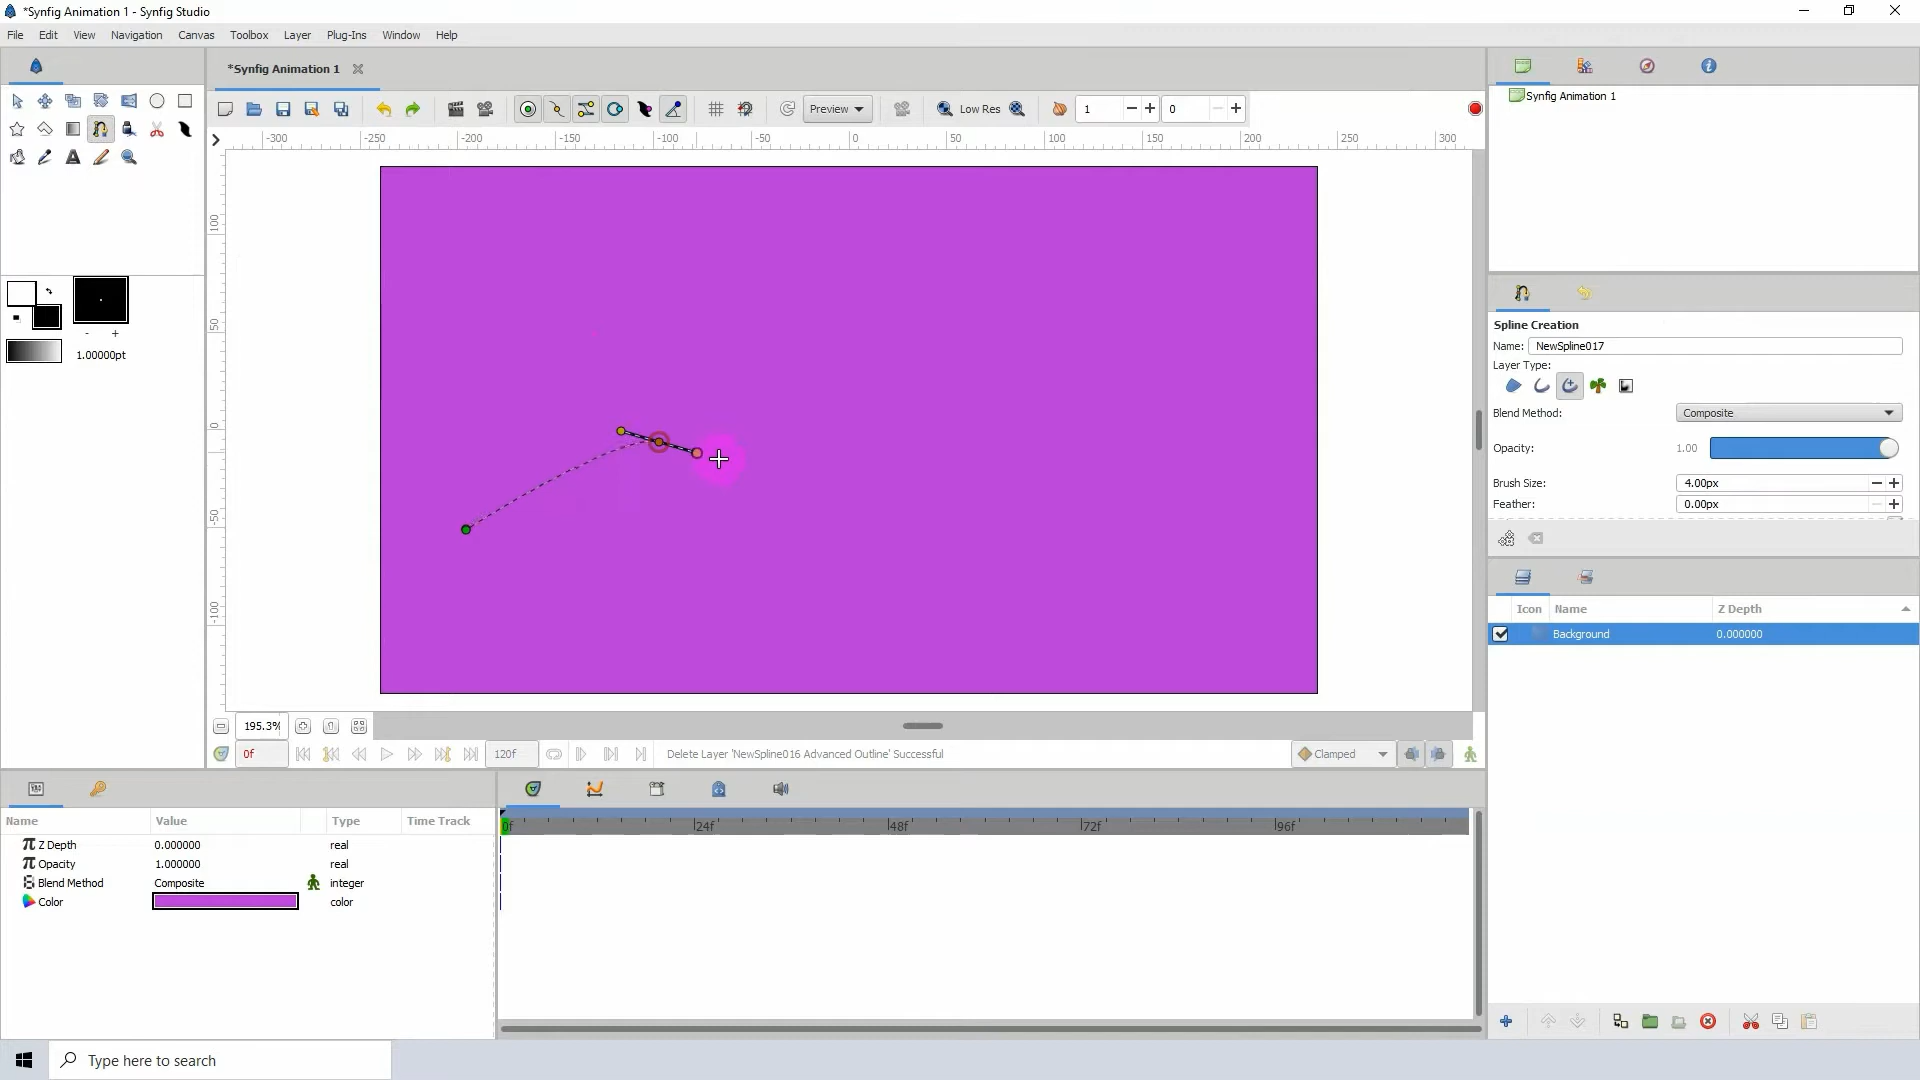 *Synfig Animation 1 - Synfig Studio
File Edit View Navigation Canvas Toolbox Layer Plug-Ins Window Help
*Synfig Animation 1
Synfig Animation 1
Preview Low Res 1 0
-300 -250 -200 -150 -100 -50 0 50 100 150 200 250 300
100
50
0
-50
-100
- +
1.00000pt
Spline Creation
Name: NewSpline017
Layer Type:
Blend Method: Composite
Opacity: 1.00
Brush Size: 4.00px
Feather: 0.00px
Icon Name Z Depth
Background 0.000000
195.3%
0f 120f Delete Layer 'NewSpline016 Advanced Outline' Successful Clamped
Name Value Type Time Track
Z Depth 0.000000 real
Opacity 1.000000 real
Blend Method Composite integer
Color color
0f 24f 48f 72f 96f
Type here to search